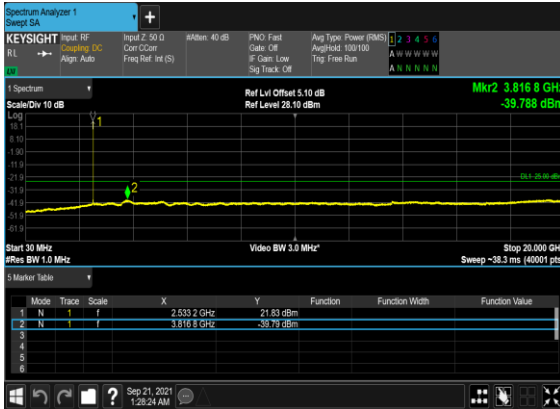 Spectrum Analyzer 1
Swept SA
+
KEYSIGHT
RL
Input: RF
Coupling: DC
Align: Auto
Input Z: 50 Ω
Corr CCorr
Freq Ref: Int (S)
#Atten: 40 dB
PNO: Fast
Gate: Off
IF Gain: Low
Sig Track: Off
Avg Type: Power (RMS)
Avg|Hold: 100/100
Trig: Free Run
1 2 3 4 5 6
A W W W W W
A N N N N N
1 Spectrum
Scale/Div 10 dB
Ref Lvl Offset 5.10 dB
Ref Level 28.10 dBm
Mkr2 3.816 8 GHz
-39.788 dBm
Log
18.1
8.10
-1.90
-11.9
-21.9
-31.9
-41.9
-51.9
-61.9
1
2
DL1 -25.00 dBm
Start 30 MHz
#Res BW 1.0 MHz
Video BW 3.0 MHz*
Stop 20.000 GH
Sweep ~38.3 ms (40001 pts
5 Marker Table
Mode Trace Scale X Y Function Function Width Function Value
1 N 1 f 2.533 2 GHz 21.83 dBm
2 N 1 f 3.816 8 GHz -39.79 dBm
3
4
5
6
?
Sep 21, 2021
1:28:24 AM